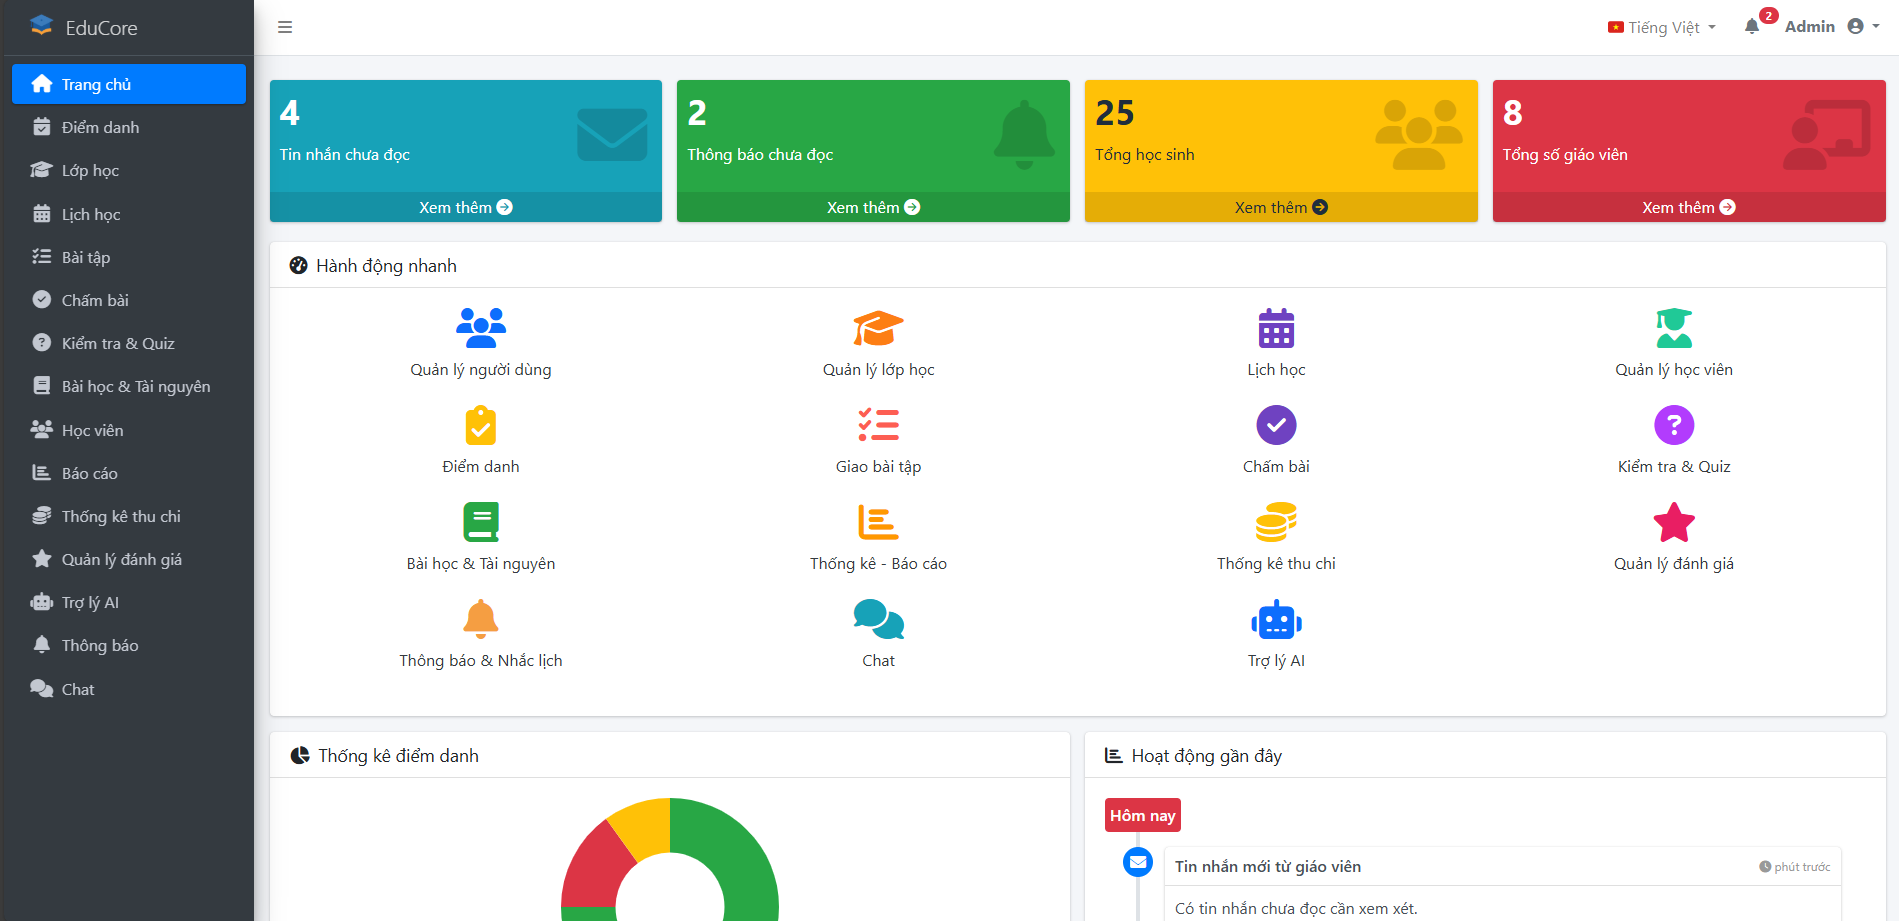 EduCore
Tiếng Việt
2
Admin
Trang chủ
Điểm danh
Lớp học
Lịch học
Bài tập
Chấm bài
Kiểm tra & Quiz
Bài học & Tài nguyên
Học viên
Báo cáo
Thống kê thu chi
Quản lý đánh giá
Trợ lý AI
Thông báo
Chat
4
Tin nhắn chưa đọc
Xem thêm
2
Thông báo chưa đọc
Xem thêm
25
Tổng học sinh
Xem thêm
8
Tổng số giáo viên
Xem thêm
Hành động nhanh
Quản lý người dùng
Quản lý lớp học
Lịch học
Quản lý học viên
Điểm danh
Giao bài tập
Chấm bài
Kiểm tra & Quiz
Bài học & Tài nguyên
Thống kê - Báo cáo
Thống kê thu chi
Quản lý đánh giá
Thông báo & Nhắc lịch
Chat
Trợ lý AI
Thống kê điểm danh
Hoạt động gần đây
Hôm nay
Tin nhắn mới từ giáo viên
phút trước
Có tin nhắn chưa đọc cần xem xét.